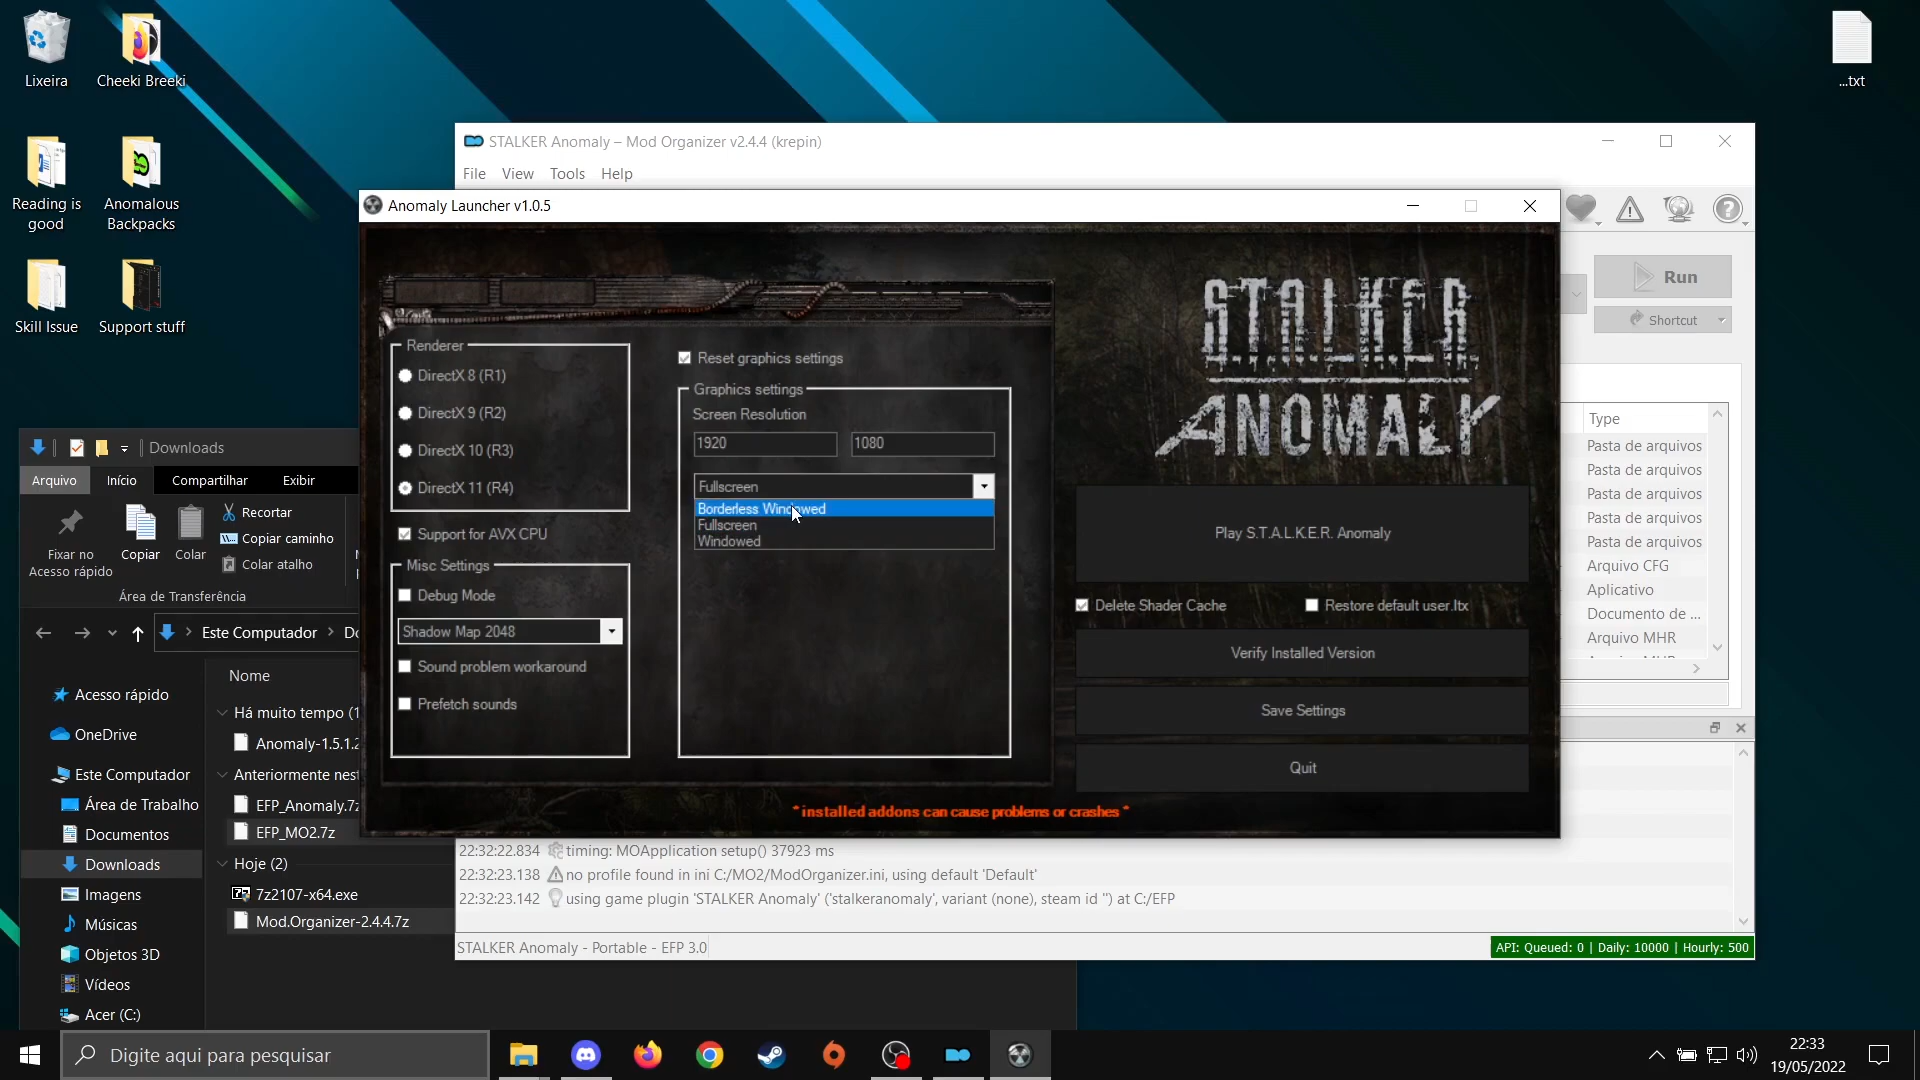 Lixeira
Cheeki Breeki
...txt
Reading is
good
Anomalous
Backpacks
Skill Issue
Support stuff
STALKER Anomaly – Mod Organizer v2.4.4 (krepin)
File View Tools Help
Anomaly Launcher v1.0.5
Run
Shortcut
S.T.A.L.K.E.R
ANOMALY
Renderer
DirectX 8 (R1)
DirectX 9 (R2)
DirectX 10 (R3)
DirectX 11 (R4)
Support for AVX CPU
Misc Settings
Debug Mode
Shadow Map 2048
Sound problem workaround
Prefetch sounds
Reset graphics settings
Graphics settings
Screen Resolution
1920 1080
Fullscreen
Borderless Windowed
Fullscreen
Windowed
Play S.T.A.L.K.E.R. Anomaly
Delete Shader Cache Restore default user.ltx
Verify Installed Version
Save Settings
Quit
* installed addons can cause problems or crashes *
Type
Pasta de arquivos
Pasta de arquivos
Pasta de arquivos
Pasta de arquivos
Pasta de arquivos
Arquivo CFG
Aplicativo
Documento de ...
Arquivo MHR
Downloads
Arquivo Início Compartilhar Exibir
Fixar no
Acesso rápido
Copiar
Colar
Recortar
Copiar caminho
Colar atalho
Área de Transferência
Este Computador
Nome
Acesso rápido
OneDrive
Este Computador
Área de Trabalho
Documentos
Downloads
Imagens
Músicas
Objetos 3D
Vídeos
Acer (C:)
Há muito tempo (1
Anomaly-1.5.1.2
Anteriormente nest
EFP_Anomaly.7z
EFP_MO2.7z
Hoje (2)
7z2107-x64.exe
Mod.Organizer-2.4.4.7z
22:32:22.834 timing: MOApplication setup() 37923 ms
22:32:23.138 no profile found in ini C:/MO2/ModOrganizer.ini, using default 'Default'
22:32:23.142 using game plugin 'STALKER Anomaly' ('stalkeranomaly', variant (none), steam id '') at C:/EFP
STALKER Anomaly - Portable - EFP 3.0
API: Queued: 0 | Daily: 10000 | Hourly: 500
Digite aqui para pesquisar
22:33
19/05/2022